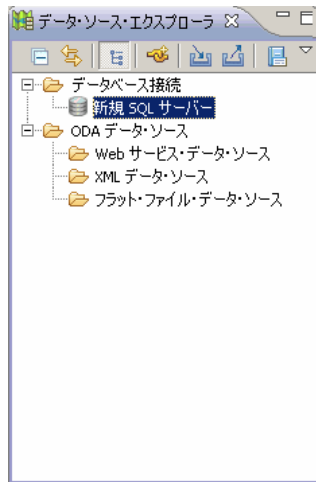 データ・ソース・エクスプローラ
データベース接続
新規 SQL サーバー
ODA データ・ソース
Web サービス・データ・ソース
XML データ・ソース
フラット・ファイル・データ・ソース